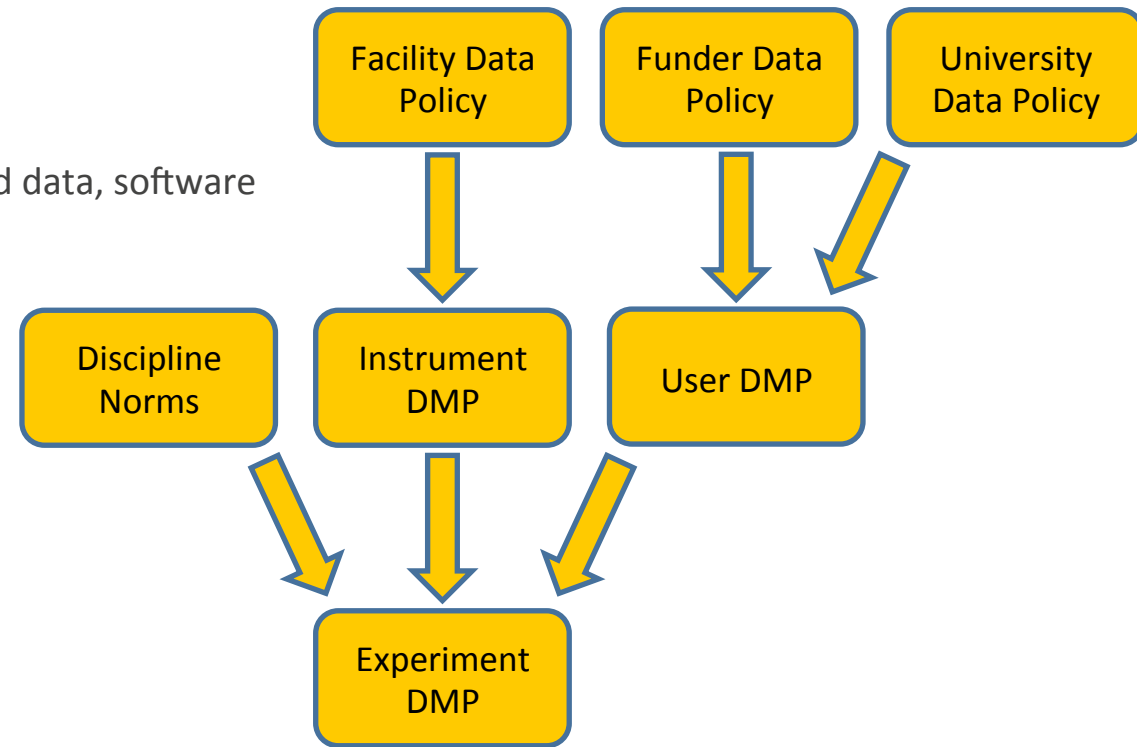 Facility Data
Policy
Funder Data
Policy
University
Data Policy
d data, software
Discipline
Norms
Instrument
DMP
User DMP
Experiment
DMP